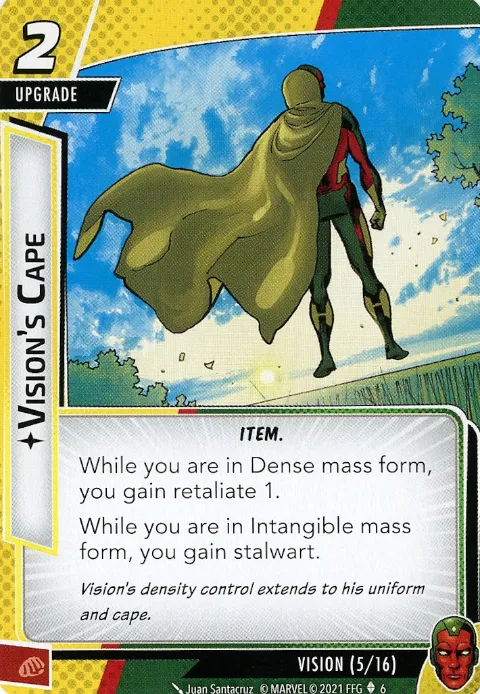 2
UPGRADE
VISION'S CAPE
ITEM.
While you are in Dense mass form,
you gain retaliate 1.
While you are in Intangible mass
form, you gain stalwart.
Vision's density control extends to his uniform
and cape.
VISION (5/16)
Juan Santacruz © MARVEL © 2021 FFG 6